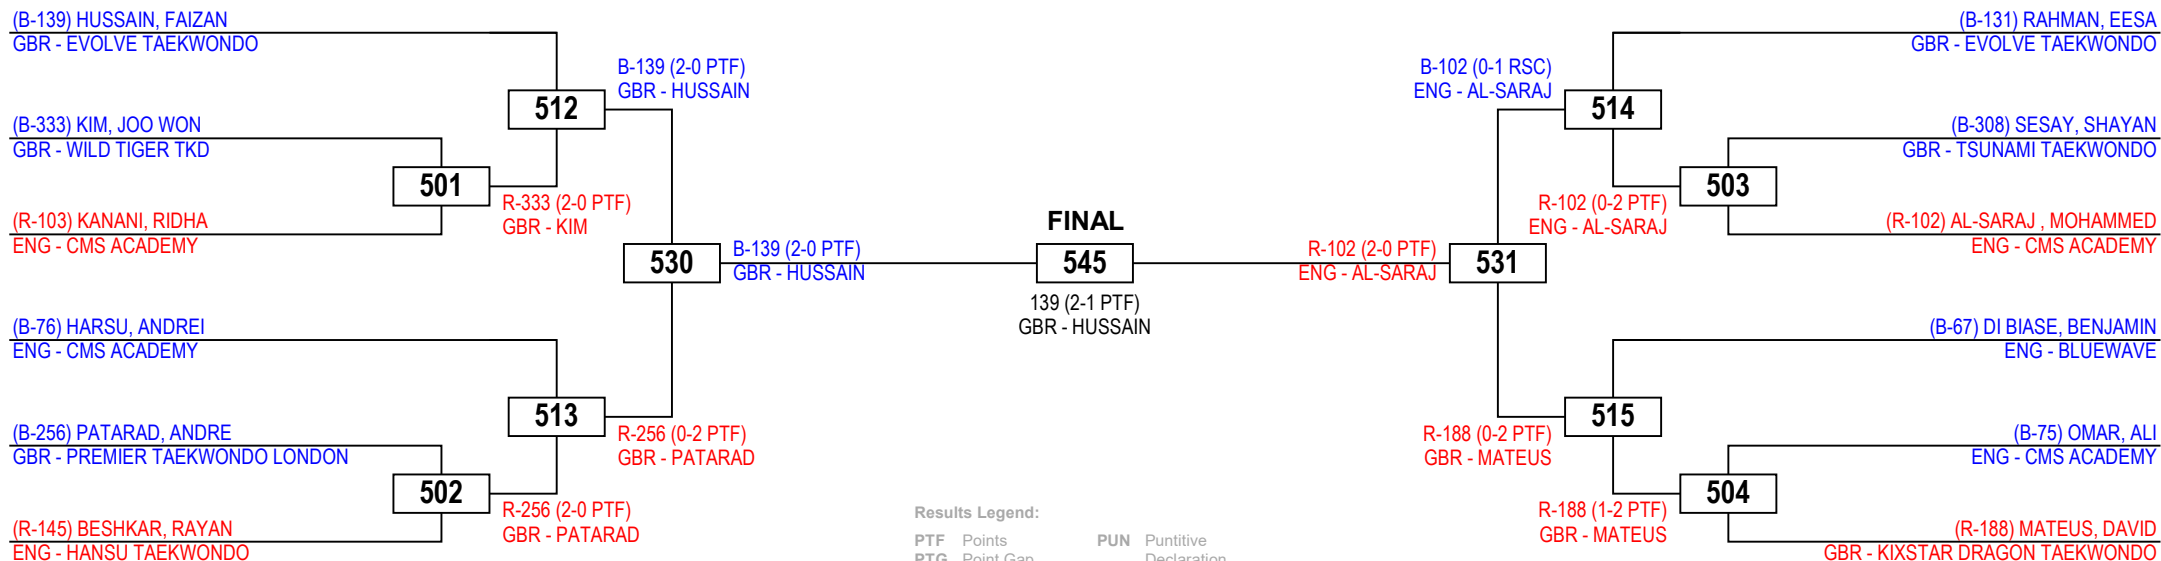 (B-139) HUSSAIN, FAIZAN
GBR - EVOLVE TAEKWONDO
(B-333) KIM, JOO WON
GBR - WILD TIGER TKD
(R-103) KANANI, RIDHA
ENG - CMS ACADEMY
(B-76) HARSU, ANDREI
ENG - CMS ACADEMY
(B-256) PATARAD, ANDRE
GBR - PREMIER TAEKWONDO LONDON
(R-145) BESHKAR, RAYAN
ENG - HANSU TAEKWONDO
501
R-333 (2-0 PTF)
GBR - KIM
502
R-256 (2-0 PTF)
GBR - PATARAD
512
B-139 (2-0 PTF)
GBR - HUSSAIN
513
R-256 (0-2 PTF)
GBR - PATARAD
530
B-139 (2-0 PTF)
GBR - HUSSAIN
FINAL
545
139 (2-1 PTF)
GBR - HUSSAIN
R-102 (2-0 PTF)
ENG - AL-SARAJ
531
B-102 (0-1 RSC)
ENG - AL-SARAJ
514
R-188 (0-2 PTF)
GBR - MATEUS
515
R-102 (0-2 PTF)
ENG - AL-SARAJ
503
R-188 (1-2 PTF)
GBR - MATEUS
504
(B-131) RAHMAN, EESA
GBR - EVOLVE TAEKWONDO
(B-308) SESAY, SHAYAN
GBR - TSUNAMI TAEKWONDO
(R-102) AL-SARAJ , MOHAMMED
ENG - CMS ACADEMY
(B-67) DI BIASE, BENJAMIN
ENG - BLUEWAVE
(B-75) OMAR, ALI
ENG - CMS ACADEMY
(R-188) MATEUS, DAVID
GBR - KIXSTAR DRAGON TAEKWONDO
Results Legend:
PTF Points
PTG Point Gap
PUN Puntitive
Declaration